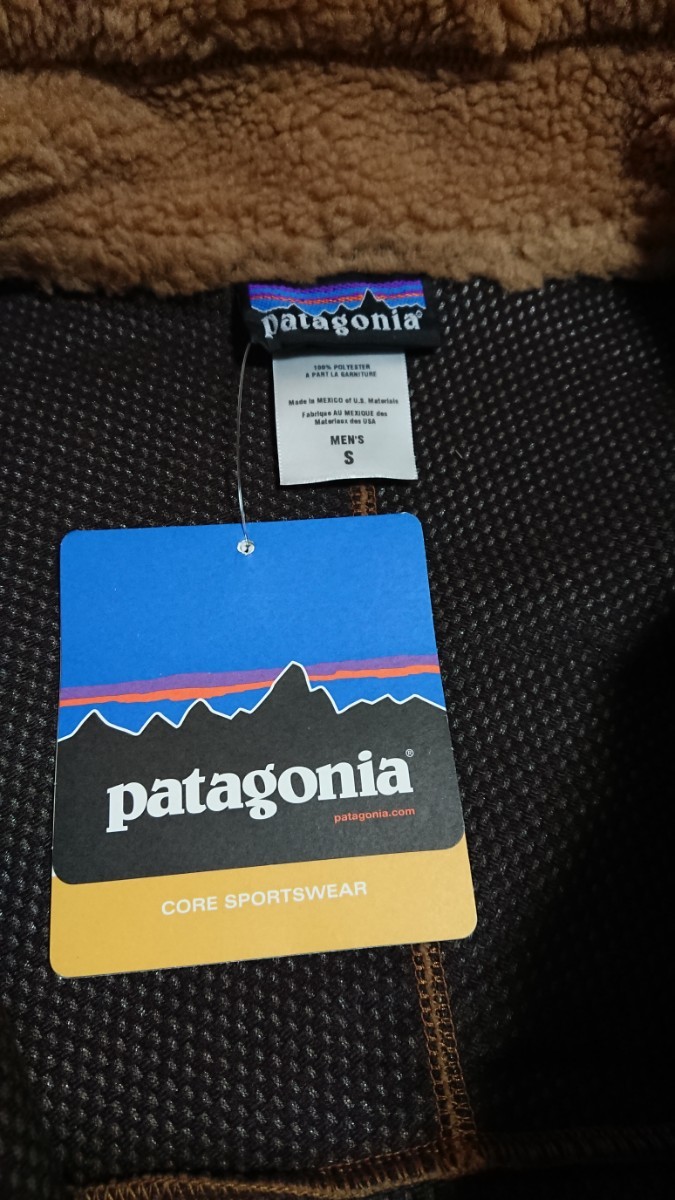 patagonia®
100% POLYESTER
A PART LA GARNITURE
Made in MEXICO of U.S. Materials
Fabriqué AU MEXIQUE des
Materiaux des USA
MEN'S
S
patagonia®
patagonia.com
CORE SPORTSWEAR